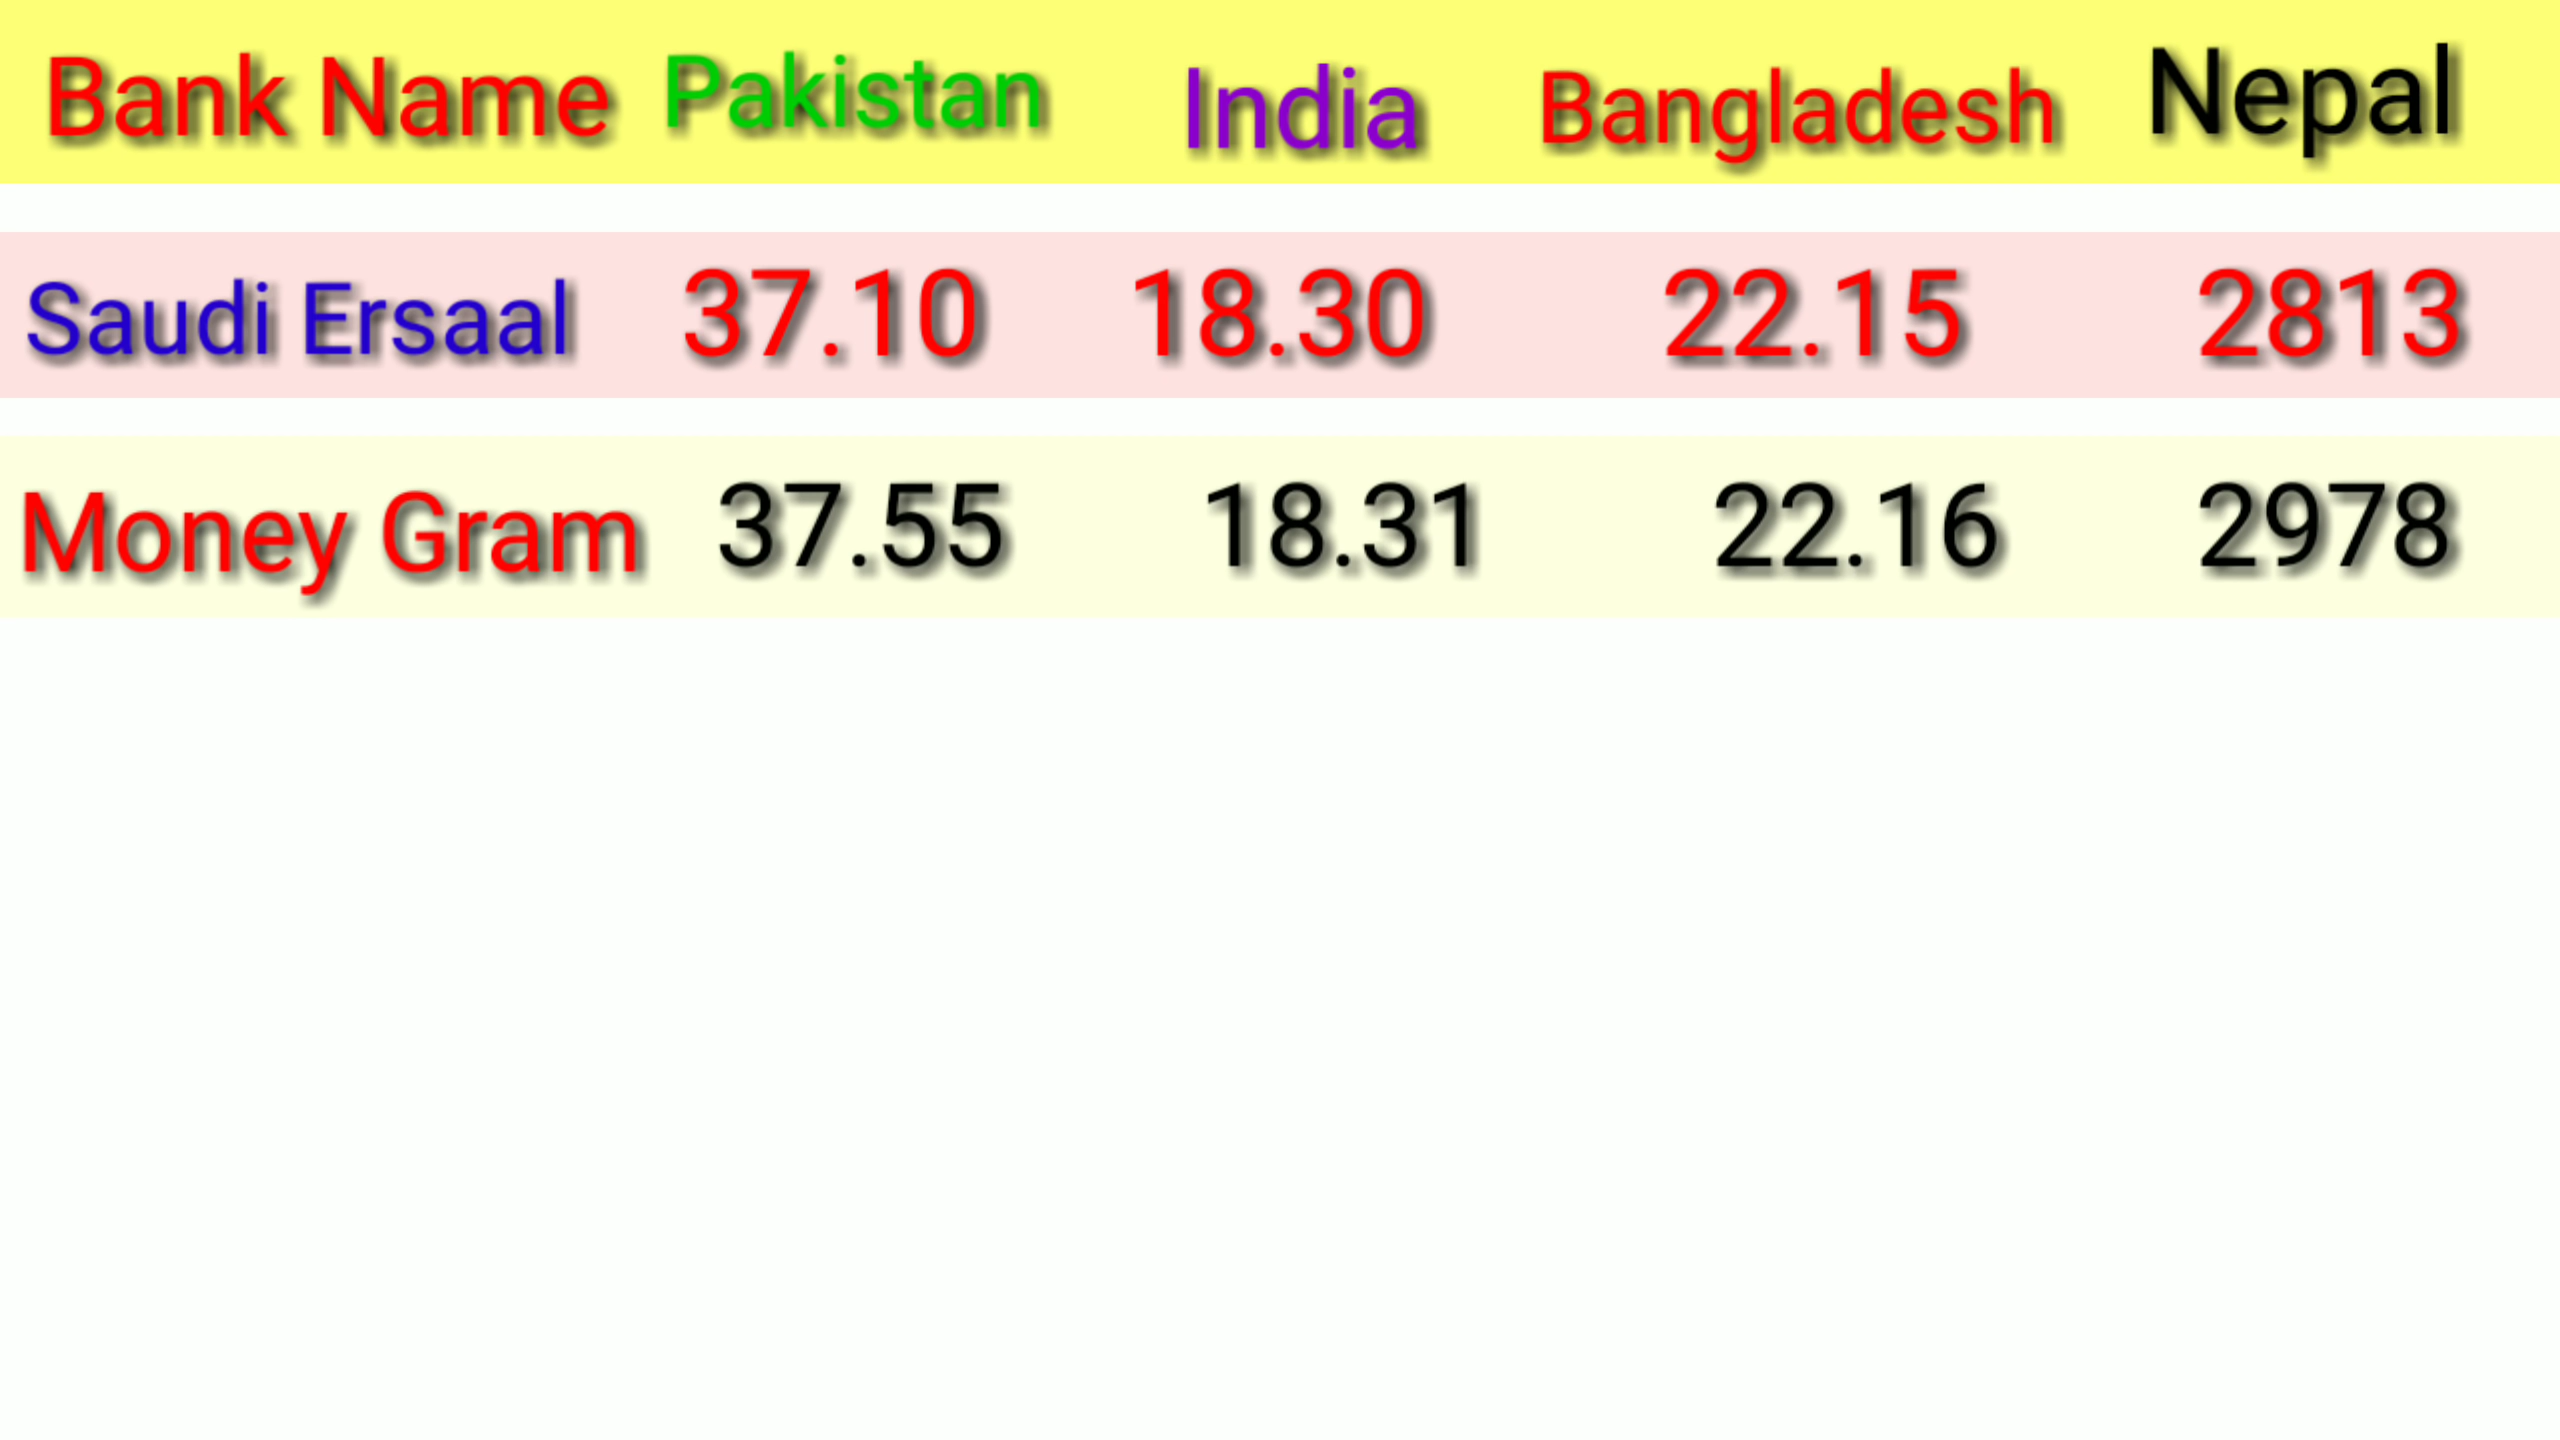 Bank Name Pakistan India Bangladesh Nepal
Saudi Ersaal 37.10 18.30 22.15 2813
Money Gram 37.55 18.31 22.16 2978